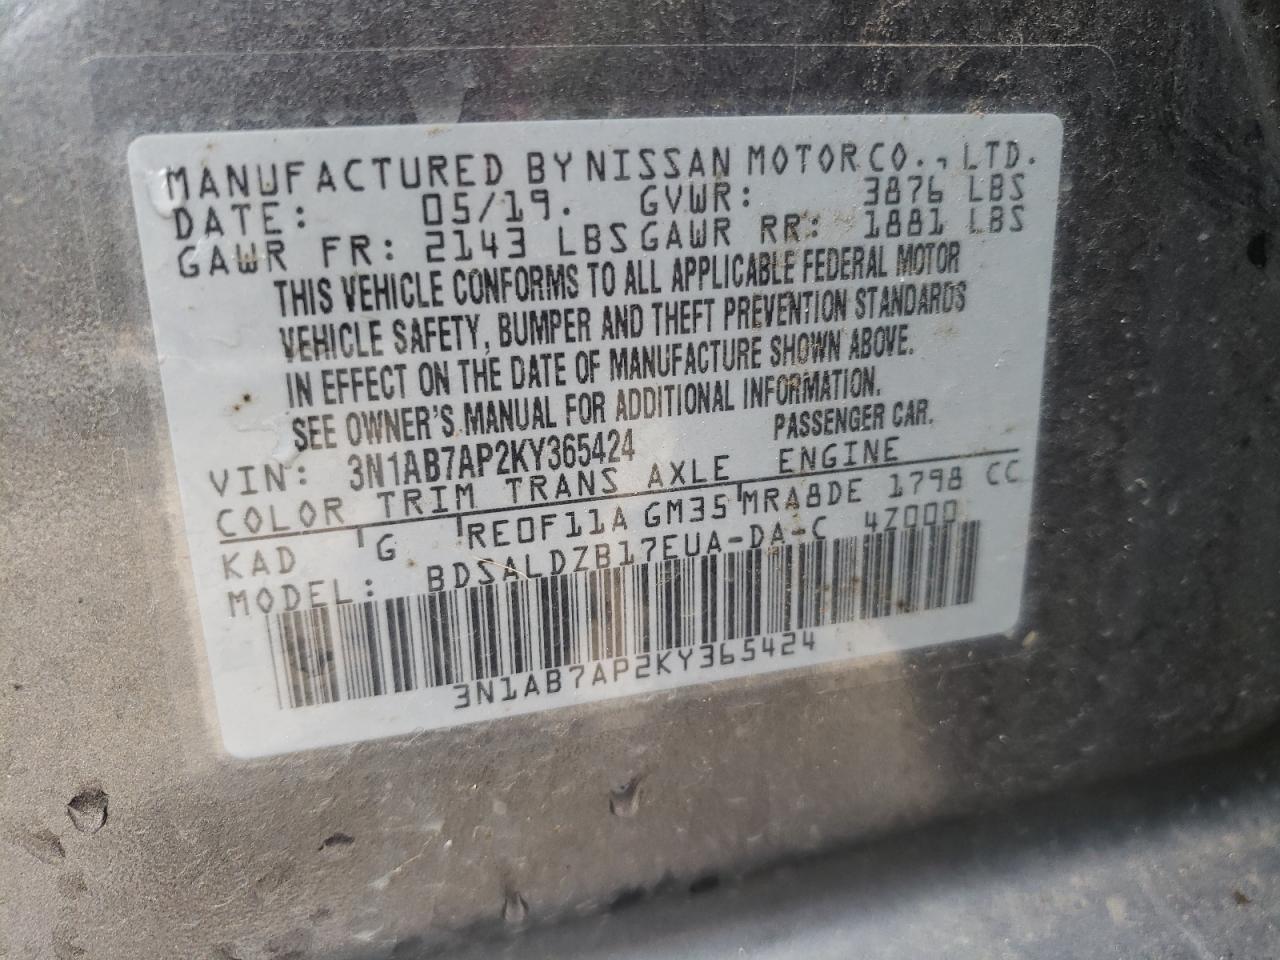 MANUFACTURED BY NISSAN MOTOR CO., LTD.
DATE: 05/19. GVWR: 3876 LBS
GAWR FR: 2143 LBS GAWR RR: 1881 LBS
THIS VEHICLE CONFORMS TO ALL APPLICABLE FEDERAL MOTOR
VEHICLE SAFETY, BUMPER AND THEFT PREVENTION STANDARDS
IN EFFECT ON THE DATE OF MANUFACTURE SHOWN ABOVE.
SEE OWNER'S MANUAL FOR ADDITIONAL INFORMATION.
VIN: 3N1AB7AP2KY365424 PASSENGER CAR.
COLOR TRIM TRANS AXLE ENGINE
KAD G RE0F11A GM35 MRA8DE 1798 CC
MODEL: BDSALDZB17EUA-DA-C 4Z000
3N1AB7AP2KY365424